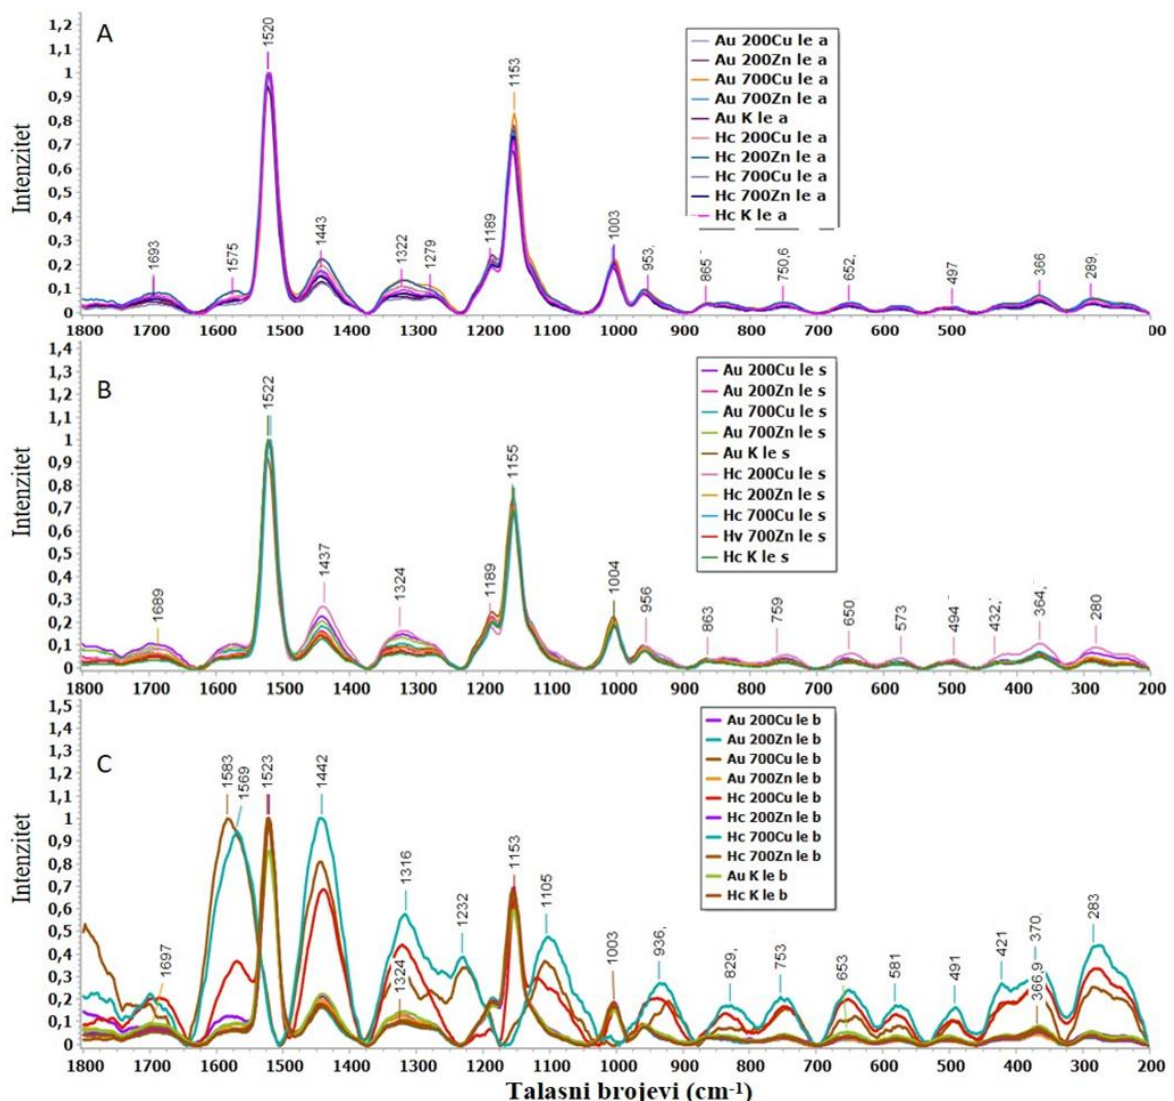 A
Intenzitet
1,2
1,1
1
0,9
0,8
0,7
0,6
0,5
0,4
0,3
0,2
0,1
0
1693
1575
1520
1443
1322
1279
1189
1153
1003
953,
865
750,6
652,
497
366
289,
Au 200Cu le a
Au 200Zn le a
Au 700Cu le a
Au 700Zn le a
Au K le a
Hc 200Cu le a
Hc 200Zn le a
Hc 700Cu le a
Hc 700Zn le a
Hc K le a
1800 1700 1600 1500 1400 1300 1200 1100 1000 900 800 700 600 500 400 300 00
B
Intenzitet
1,4
1,3
1,2
1,1
1
0,9
0,8
0,7
0,6
0,5
0,4
0,3
0,2
0,1
0
1689
1522
1437
1324
1189
1155
1004
956
863
759
650
573
494
432,
364,
280
Au 200Cu le s
Au 200Zn le s
Au 700Cu le s
Au 700Zn le s
Au K le s
Hc 200Cu le s
Hc 200Zn le s
Hc 700Cu le s
Hv 700Zn le s
Hc K le s
1800 1700 1600 1500 1400 1300 1200 1100 1000 900 800 700 600 500 400 300 200
C
Intenzitet
1,5
1,4
1,3
1,2
1,1
1
0,9
0,8
0,7
0,6
0,5
0,4
0,3
0,2
0,1
0
1697
1583
1569
1523
1442
1316
1324
1232
1153
1105
1003
936,
829,
753
653
581
491
421
370,
366,9
283
Au 200Cu le b
Au 200Zn le b
Au 700Cu le b
Au 700Zn le b
Hc 200Cu le b
Hc 200Zn le b
Hc 700Cu le b
Hc 700Zn le b
Au K le b
Hc K le b
1800 1700 1600 1500 1400 1300 1200 1100 1000 900 800 700 600 500 400 300 200
Talasni brojevi (cm⁻¹)